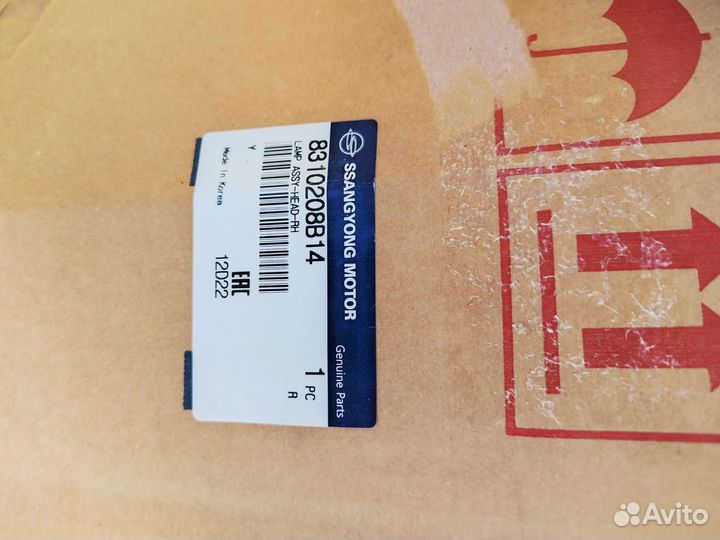 SSANGYONG MOTOR
Genuine Parts
8310208B14
1 PC
LAMP ASSY-HEAD-RH
R
Y
EAC
12D22
Made In Korea
Avito